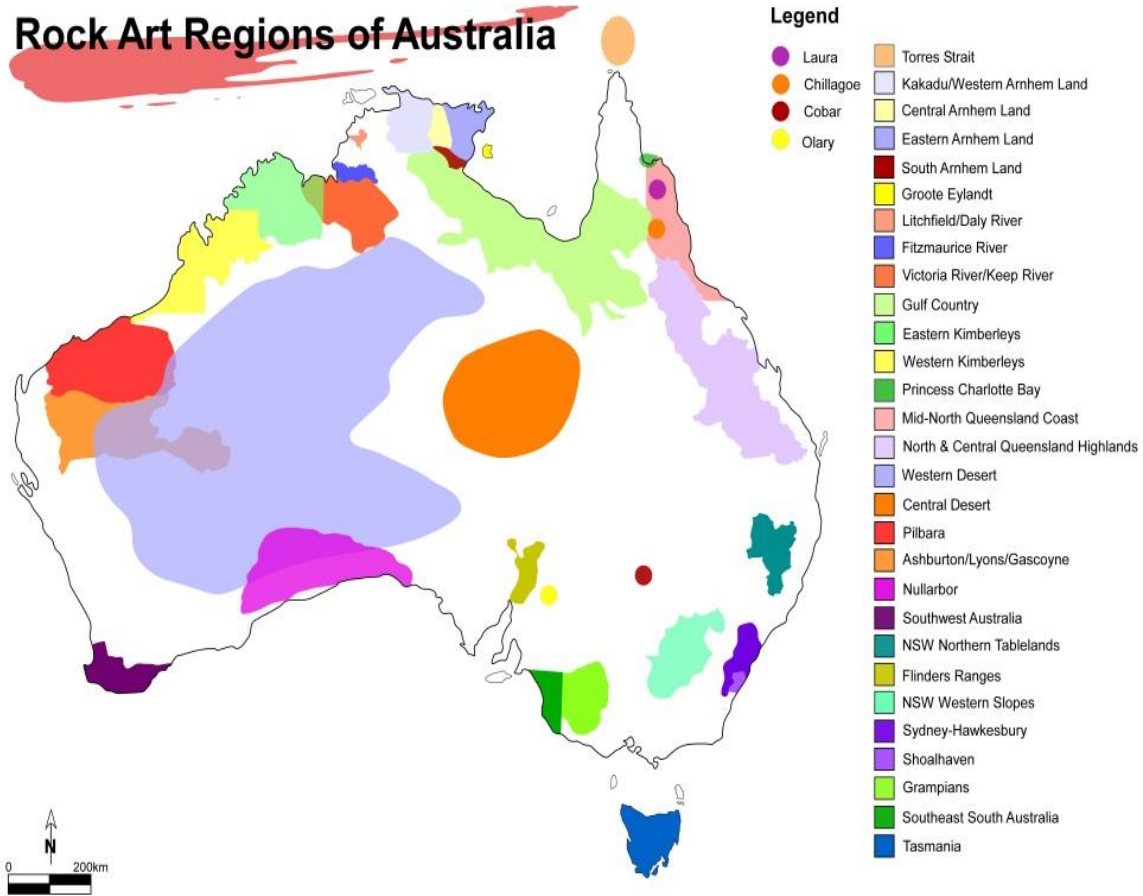 Rock Art Regions of Australia
Legend
Laura
Chillagoe
Cobar
Olary
Torres Strait
Kakadu/Western Arnhem Land
Central Arnhem Land
Eastern Arnhem Land
South Arnhem Land
Groote Eylandt
Litchfield/Daly River
Fitzmaurice River
Victoria River/Keep River
Gulf Country
Eastern Kimberleys
Western Kimberleys
Princess Charlotte Bay
Mid-North Queensland Coast
North & Central Queensland Highlands
Western Desert
Central Desert
Pilbara
Ashburton/Lyons/Gascoyne
Nullarbor
Southwest Australia
NSW Northern Tablelands
Flinders Ranges
NSW Western Slopes
Sydney-Hawkesbury
Shoalhaven
Grampians
Southeast South Australia
Tasmania
N
0 200km